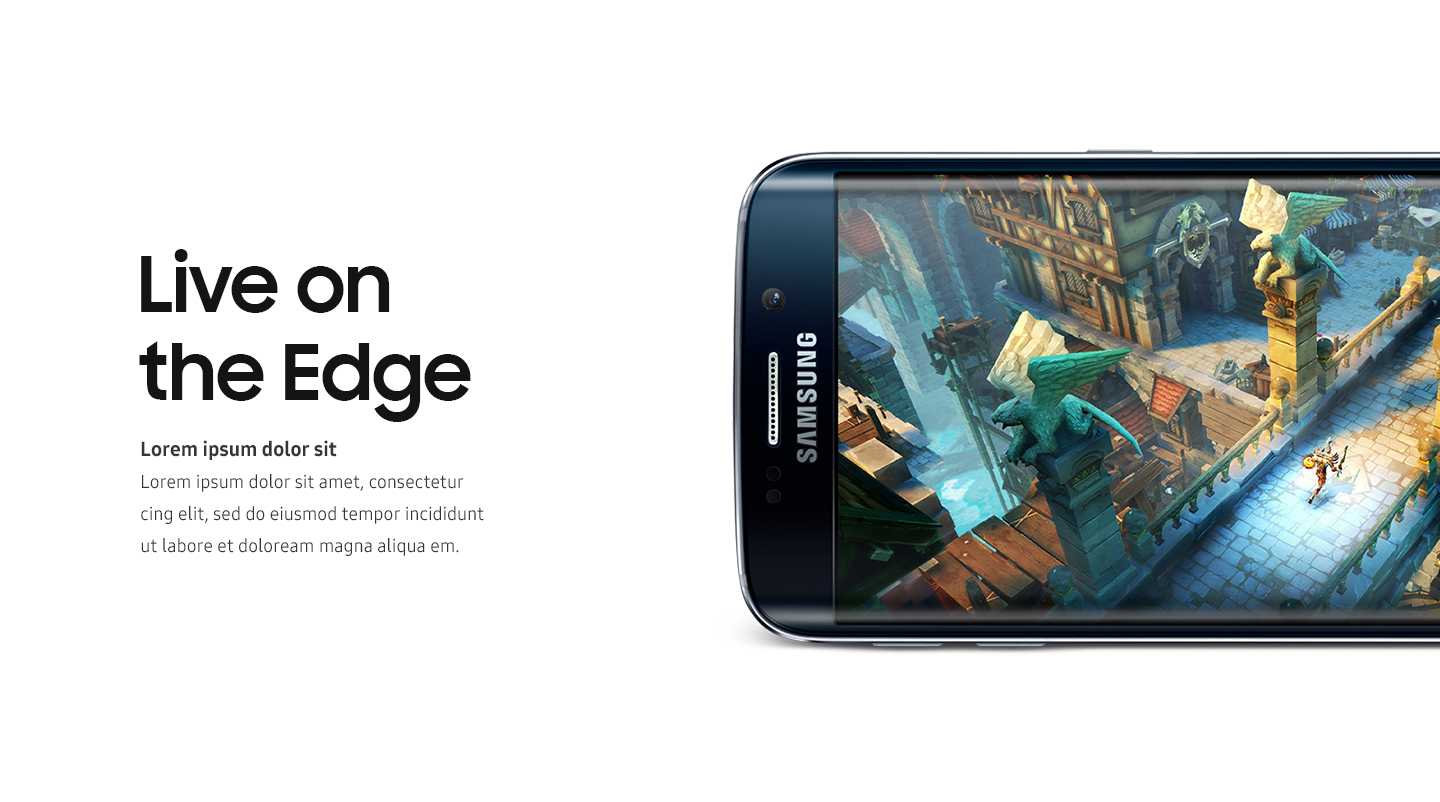 Live on
the Edge
Lorem ipsum dolor sit
Lorem ipsum dolor sit amet, consectetur
cing elit, sed do eiusmod tempor incididunt
ut labore et doloream magna aliqua em.
SAMSUNG